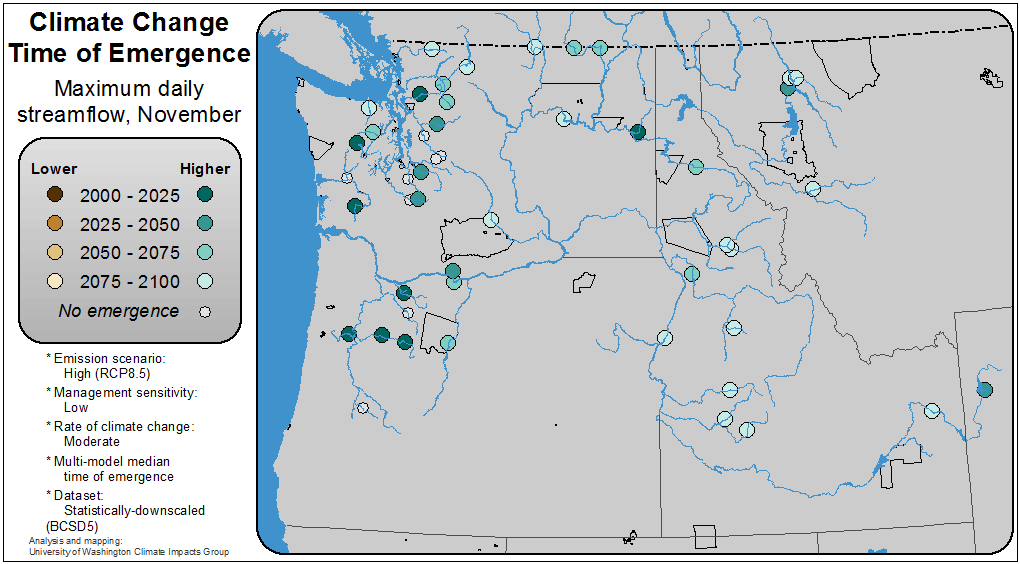 Climate Change
Time of Emergence
Maximum daily
streamflow, November
Lower Higher
2000 - 2025
2025 - 2050
2050 - 2075
2075 - 2100
No emergence
* Emission scenario:
High (RCP8.5)
* Management sensitivity:
Low
* Rate of climate change:
Moderate
* Multi-model median
time of emergence
* Dataset:
Statistically-downscaled
(BCSD5)
Analysis and mapping:
University of Washington Climate Impacts Group